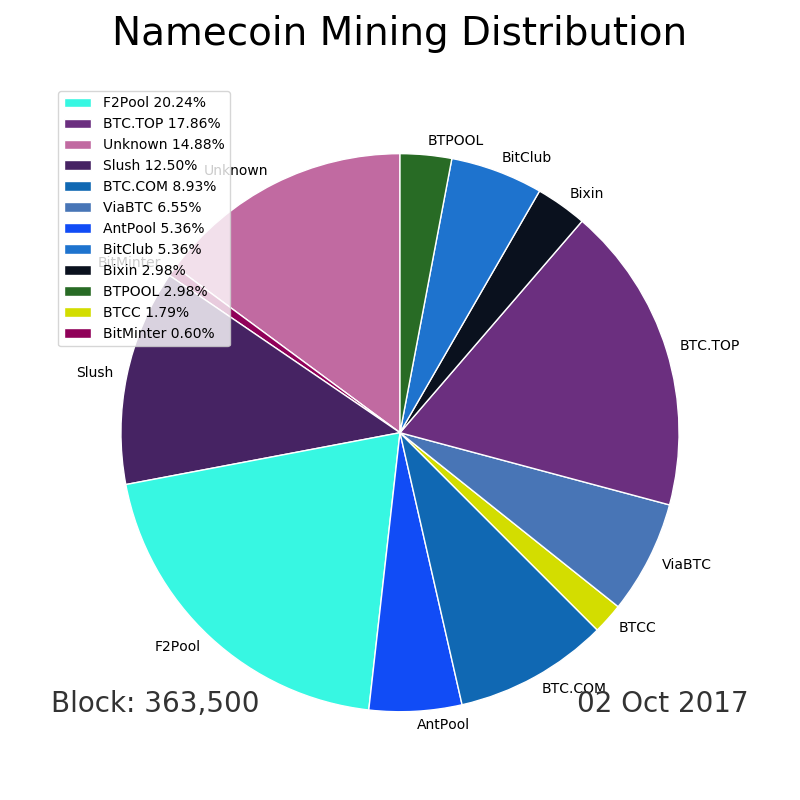 Namecoin Mining Distribution
F2Pool 20.24%
BTC.TOP 17.86%
Unknown 14.88%
Slush 12.50%
BTC.COM 8.93%
ViaBTC 6.55%
AntPool 5.36%
BitClub 5.36%
Bixin 2.98%
BTPOOL 2.98%
BTCC 1.79%
BitMinter 0.60%
BTPOOL
BitClub
Unknown
Bixin
BitMinter
BTC.TOP
Slush
ViaBTC
BTCC
F2Pool
BTC.COM
AntPool
Block: 363,500
02 Oct 2017